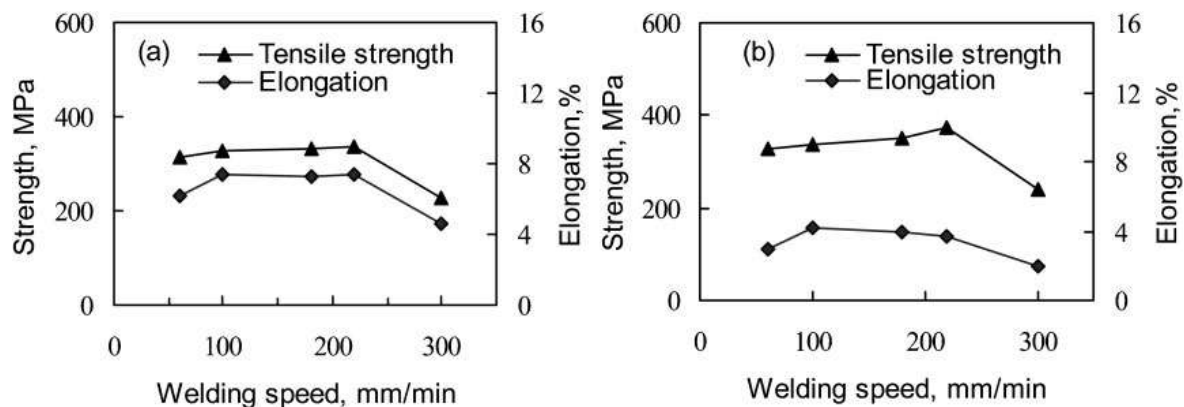 (a)
Tensile strength
Elongation
Strength, MPa
600
400
200
0
Elongation,%
16
12
8
4
0
0 100 200 300
Welding speed, mm/min
(b)
Tensile strength
Elongation
Strength, MPa
600
400
200
0
Elongation,%
16
12
8
4
0
0 100 200 300
Welding speed, mm/min